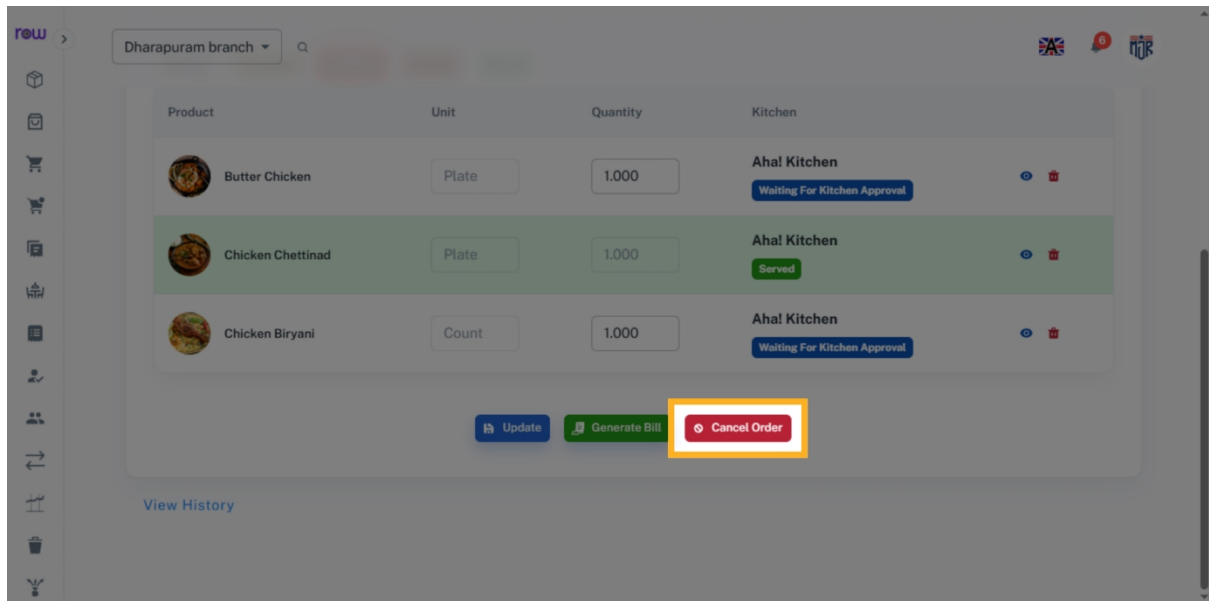 row
Dharapuram branch
6
MJR
Product Unit Quantity Kitchen
Butter Chicken Plate 1.000 Aha! Kitchen
Waiting For Kitchen Approval
Chicken Chettinad Plate 1.000 Aha! Kitchen
Served
Chicken Biryani Count 1.000 Aha! Kitchen
Waiting For Kitchen Approval
Update Generate Bill Cancel Order
View History